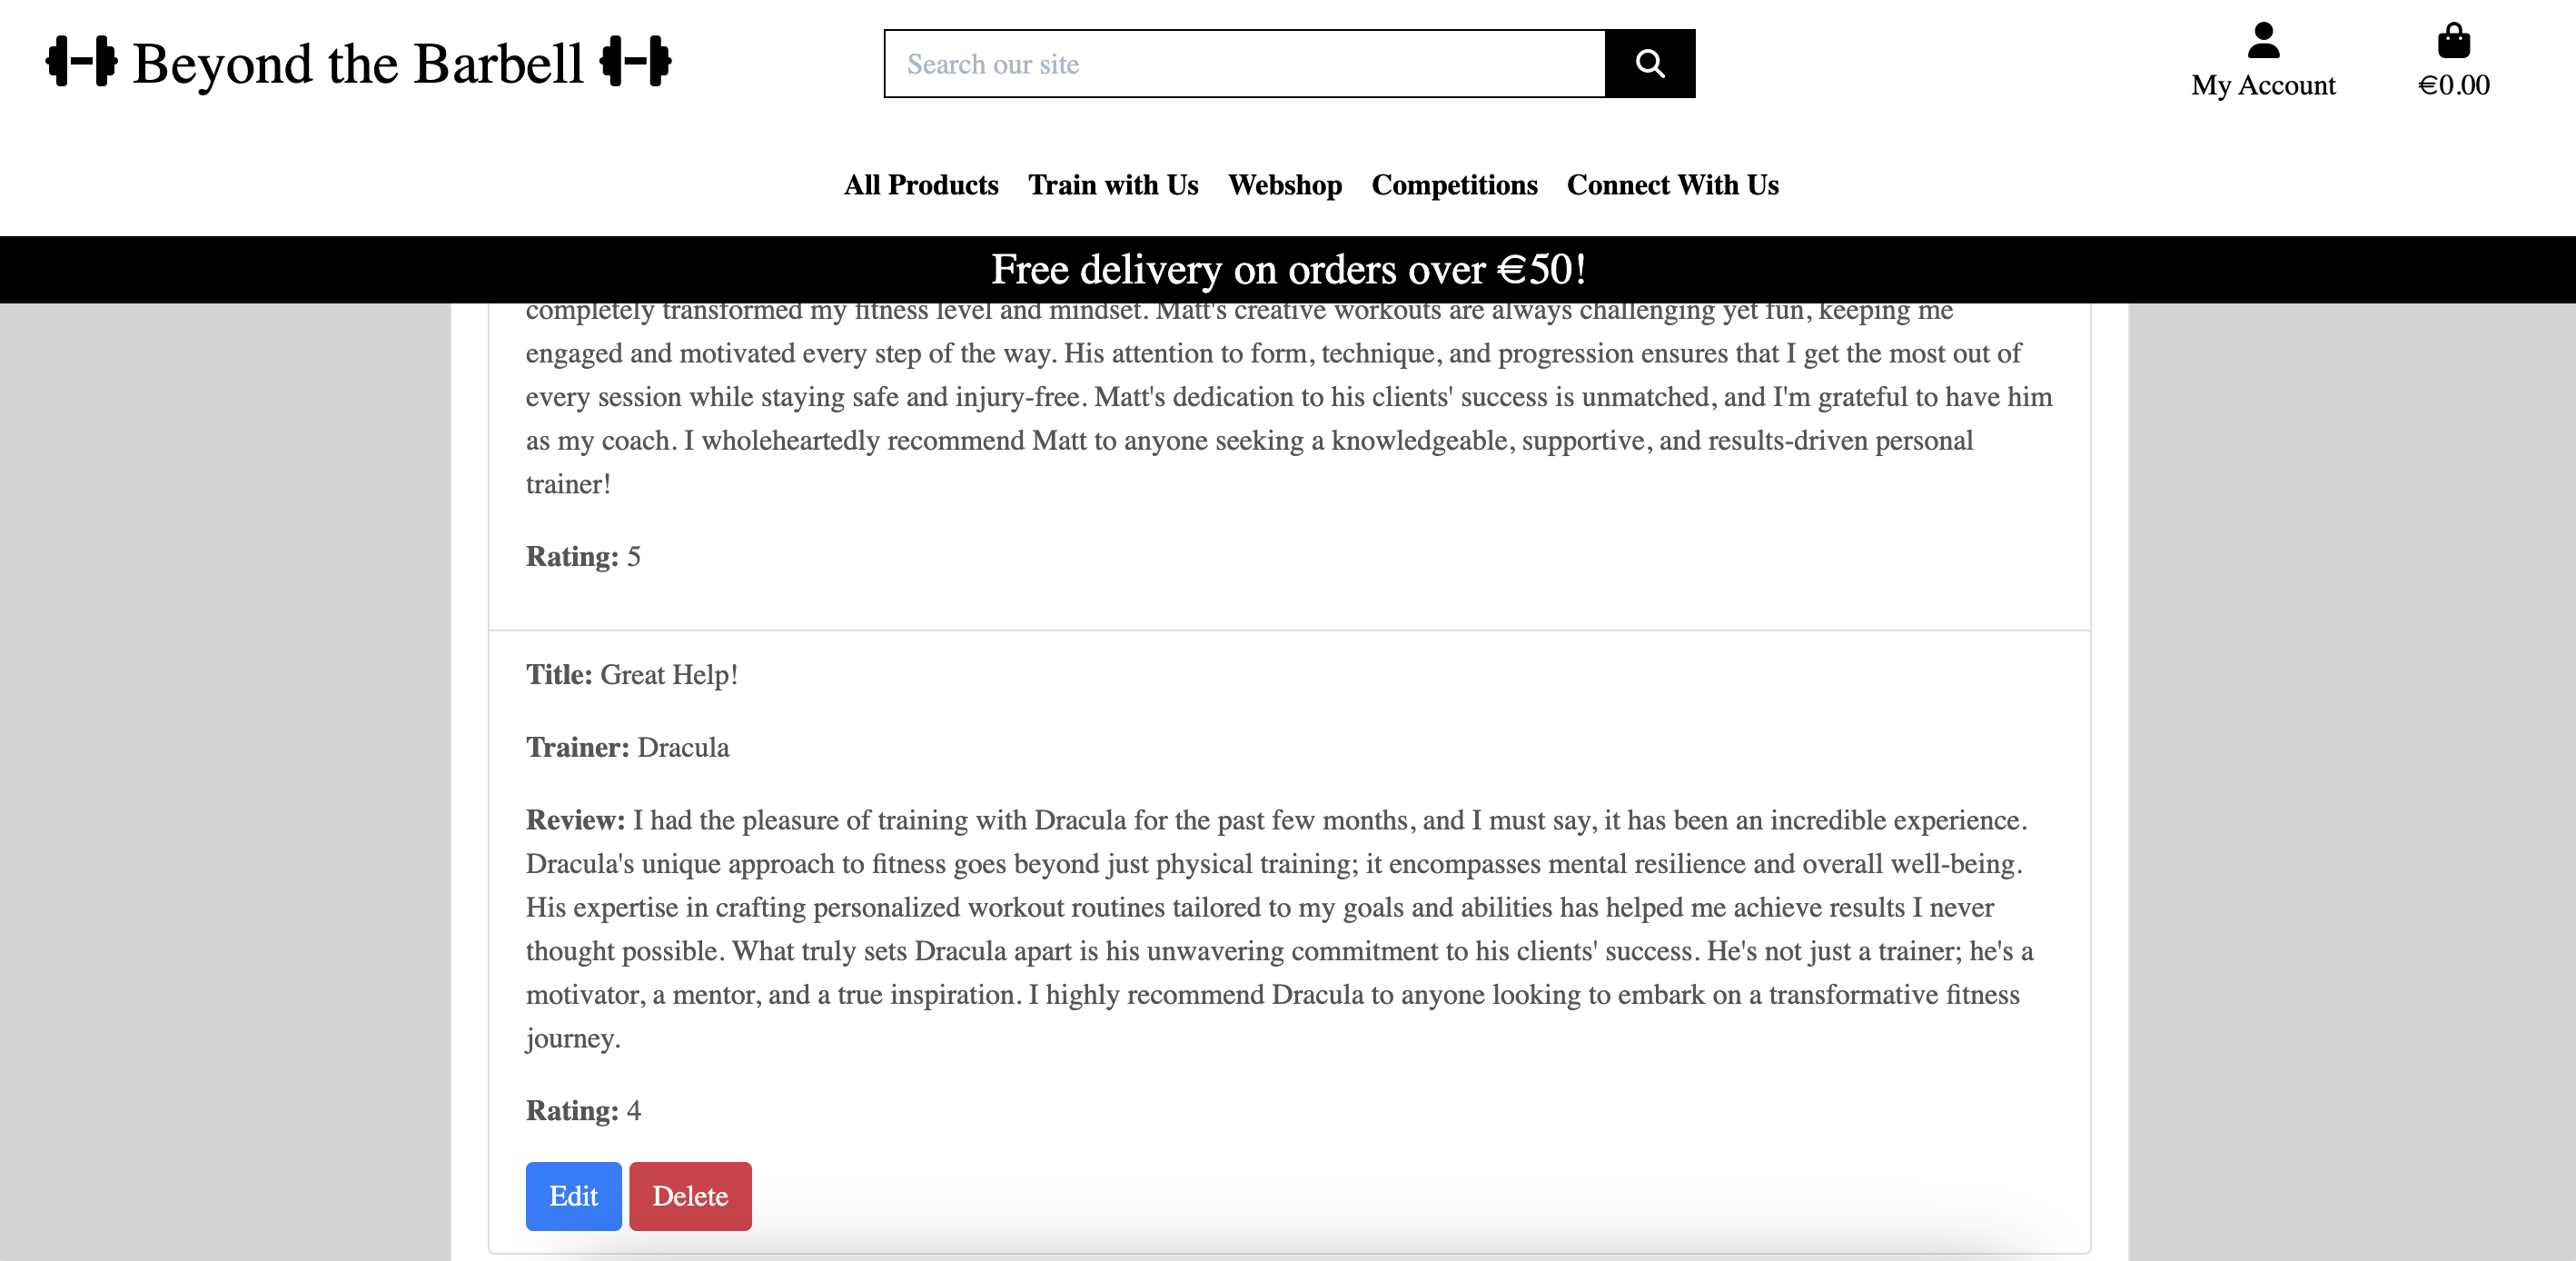 Beyond the Barbell
Search our site
My Account
€0.00
All Products Train with Us Webshop Competitions Connect With Us
Free delivery on orders over €50!
completely transformed my fitness level and mindset. Matt's creative workouts are always challenging yet fun, keeping me
engaged and motivated every step of the way. His attention to form, technique, and progression ensures that I get the most out of
every session while staying safe and injury-free. Matt's dedication to his clients' success is unmatched, and I'm grateful to have him
as my coach. I wholeheartedly recommend Matt to anyone seeking a knowledgeable, supportive, and results-driven personal
trainer!
Rating: 5
Title: Great Help!
Trainer: Dracula
Review: I had the pleasure of training with Dracula for the past few months, and I must say, it has been an incredible experience.
Dracula's unique approach to fitness goes beyond just physical training; it encompasses mental resilience and overall well-being.
His expertise in crafting personalized workout routines tailored to my goals and abilities has helped me achieve results I never
thought possible. What truly sets Dracula apart is his unwavering commitment to his clients' success. He's not just a trainer; he's a
motivator, a mentor, and a true inspiration. I highly recommend Dracula to anyone looking to embark on a transformative fitness
journey.
Rating: 4
Edit Delete